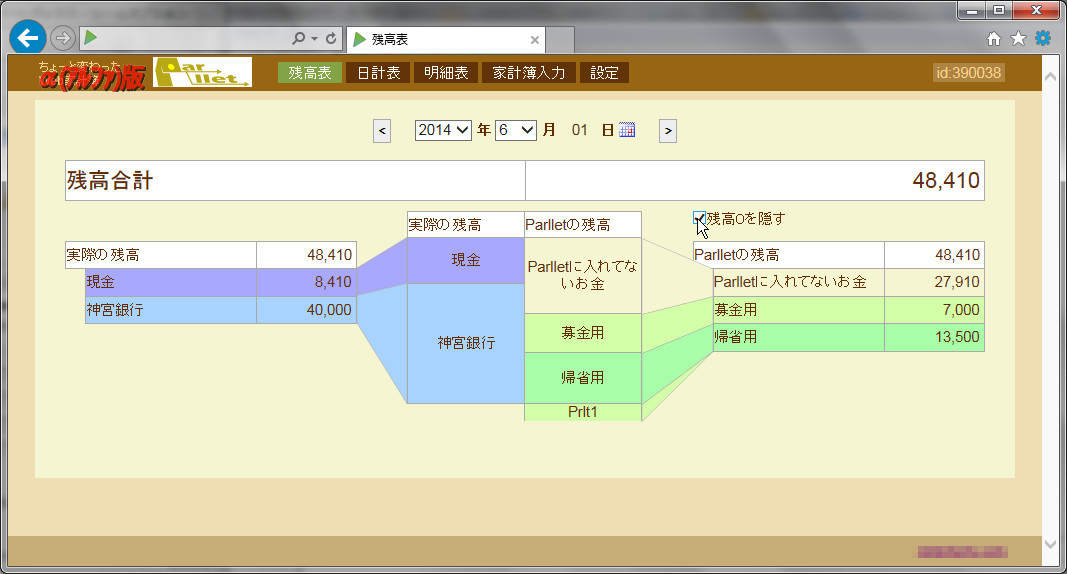 残高表
ちょーと変わった
α(アルファ)版
Parllet
残高表 日計表 明細表 家計簿入力 設定
id:390038
< 2014 年 6 月 01 日 >
残高合計 48,410
実際の残高 Parlletの残高
残高0を隠す
実際の残高 48,410
現金 8,410
神宮銀行 40,000
現金
神宮銀行
Parlletに入れてな
いお金
募金用
帰省用
Prlt1
Parlletの残高 48,410
Parlletに入れてないお金 27,910
募金用 7,000
帰省用 13,500